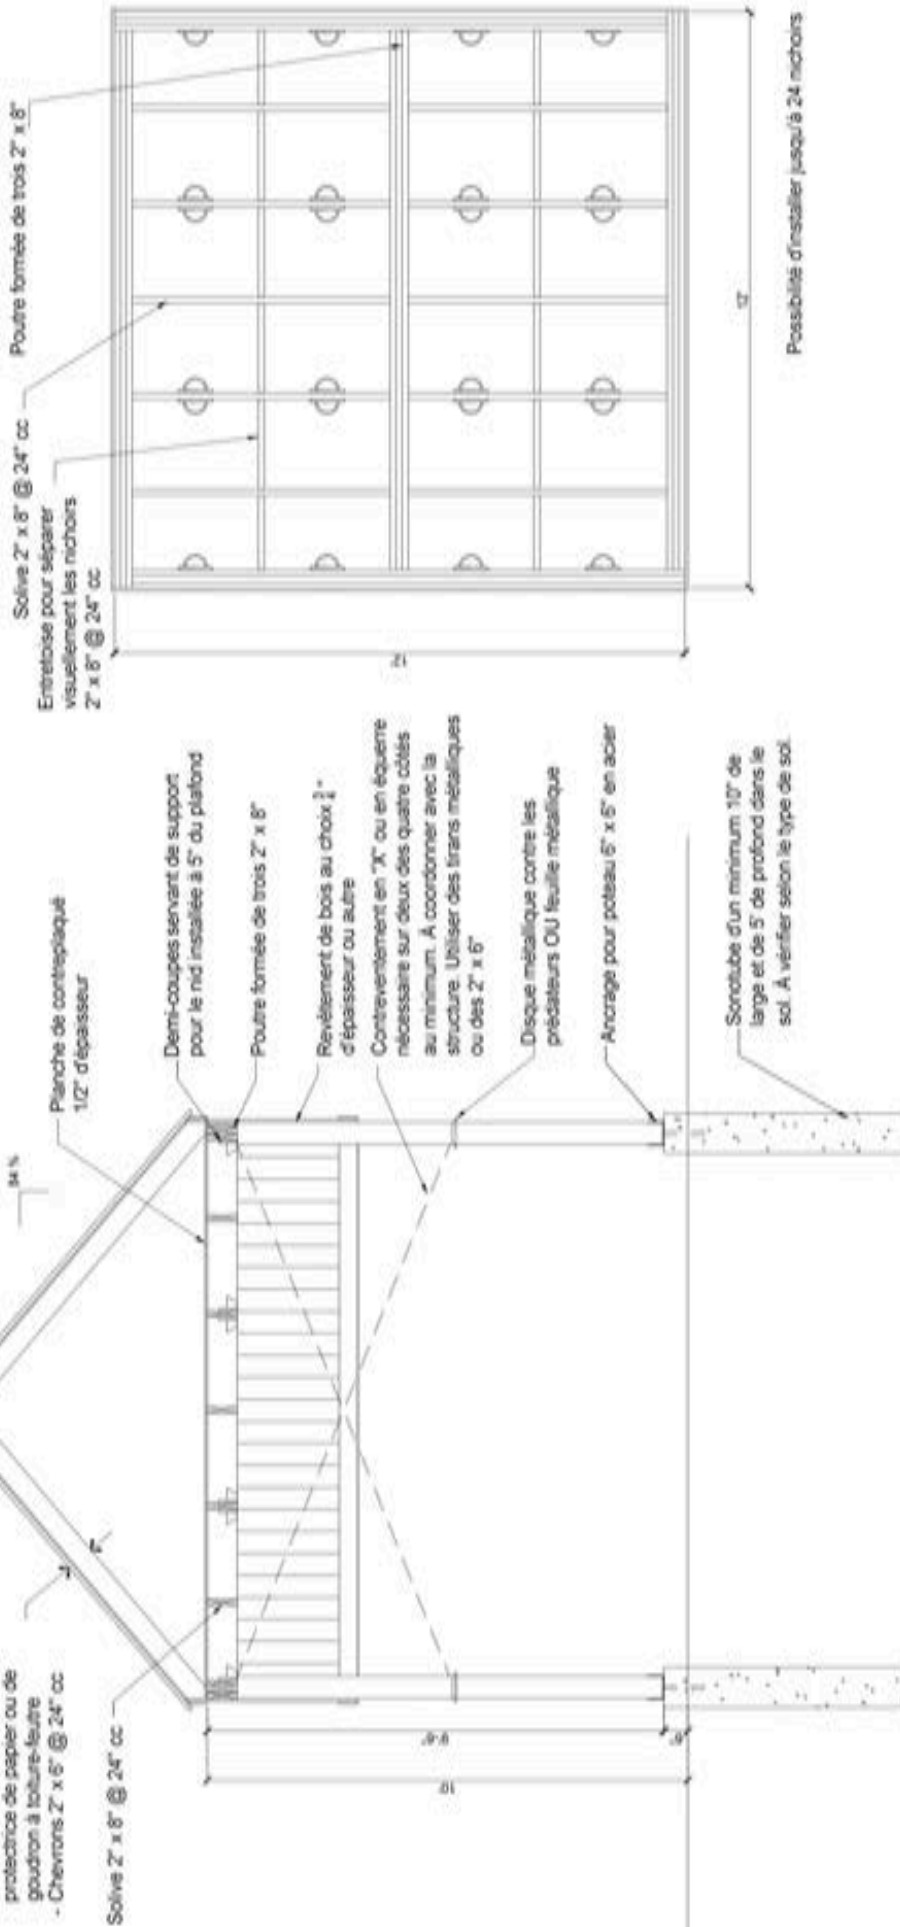 protectrice de papier ou de
goudron à toiture-feutre
- Chevrons 2" x 6" @ 24" cc
Solive 2" x 8" @ 24" cc
84 %
Planche de contreplaqué
1/2" d'épaisseur
Demi-coupes servant de support
pour le nid installée à 5" du plafond
Poutre formée de trois 2" x 8"
Revêtement de bois au choix
d'épaisseur ou autre
Contreventement en "X" ou en équerre
nécessaire sur deux des quatre côtés
au minimum. À coordonner avec la
structure. Utiliser des tirans métalliques
ou des 2" x 6"
Disque métallique contre les
prédateurs OU feuille métallique
Ancrage pour poteau 6" x 6" en acier
Sonotube d'un minimum 10" de
large et de 5' de profond dans le
sol. À vérifier selon le type de sol.
9'-6"
6"
10'
Solive 2" x 8" @ 24" cc
Entretoise pour séparer
visuellement les nichoirs
2" x 8" @ 24" cc
Poutre formée de trois 2" x 8"
12'
12'
Possibilité d'installer jusqu'à 24 nichoirs